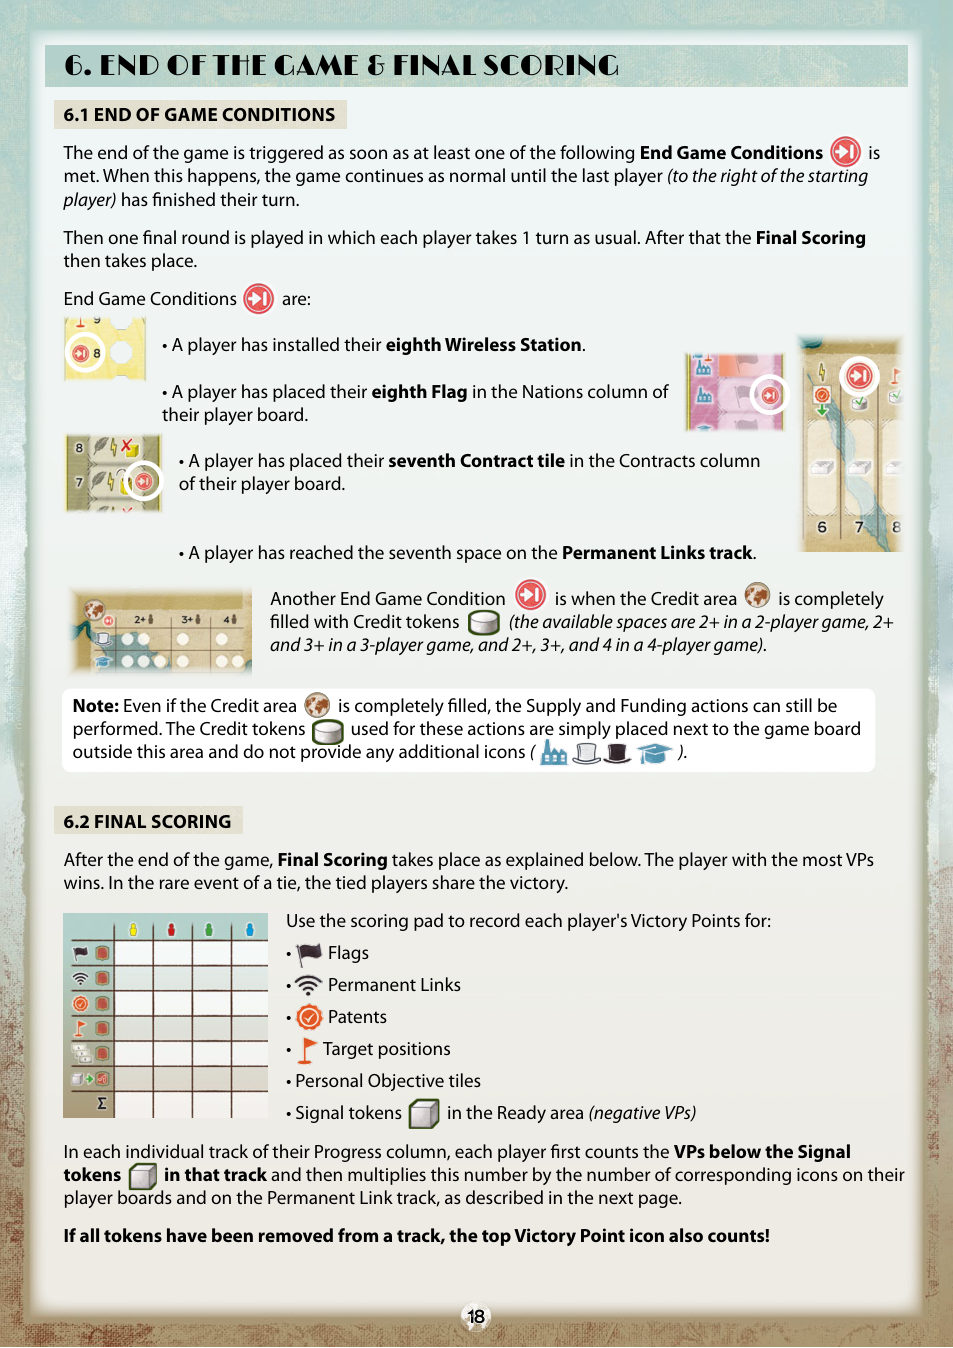 6. END OF THE GAME & FINAL SCORING
6.1 END OF GAME CONDITIONS
The end of the game is triggered as soon as at least one of the following End Game Conditions is
met. When this happens, the game continues as normal until the last player (to the right of the starting
player) has finished their turn.
Then one final round is played in which each player takes 1 turn as usual. After that the Final Scoring
then takes place.
End Game Conditions are:
9
8
• A player has installed their eighth Wireless Station.
• A player has placed their eighth Flag in the Nations column of
their player board.
8
7
• A player has placed their seventh Contract tile in the Contracts column
of their player board.
6 7 8
• A player has reached the seventh space on the Permanent Links track.
2+ 3+ 4
Another End Game Condition is when the Credit area is completely
filled with Credit tokens (the available spaces are 2+ in a 2-player game, 2+
and 3+ in a 3-player game, and 2+, 3+, and 4 in a 4-player game).
Note: Even if the Credit area is completely filled, the Supply and Funding actions can still be
performed. The Credit tokens used for these actions are simply placed next to the game board
outside this area and do not provide any additional icons ( ).
6.2 FINAL SCORING
After the end of the game, Final Scoring takes place as explained below. The player with the most VPs
wins. In the rare event of a tie, the tied players share the victory.
Σ
Use the scoring pad to record each player's Victory Points for:
• Flags
• Permanent Links
• Patents
• Target positions
• Personal Objective tiles
• Signal tokens in the Ready area (negative VPs)
In each individual track of their Progress column, each player first counts the VPs below the Signal
tokens in that track and then multiplies this number by the number of corresponding icons on their
player boards and on the Permanent Link track, as described in the next page.
If all tokens have been removed from a track, the top Victory Point icon also counts!
18